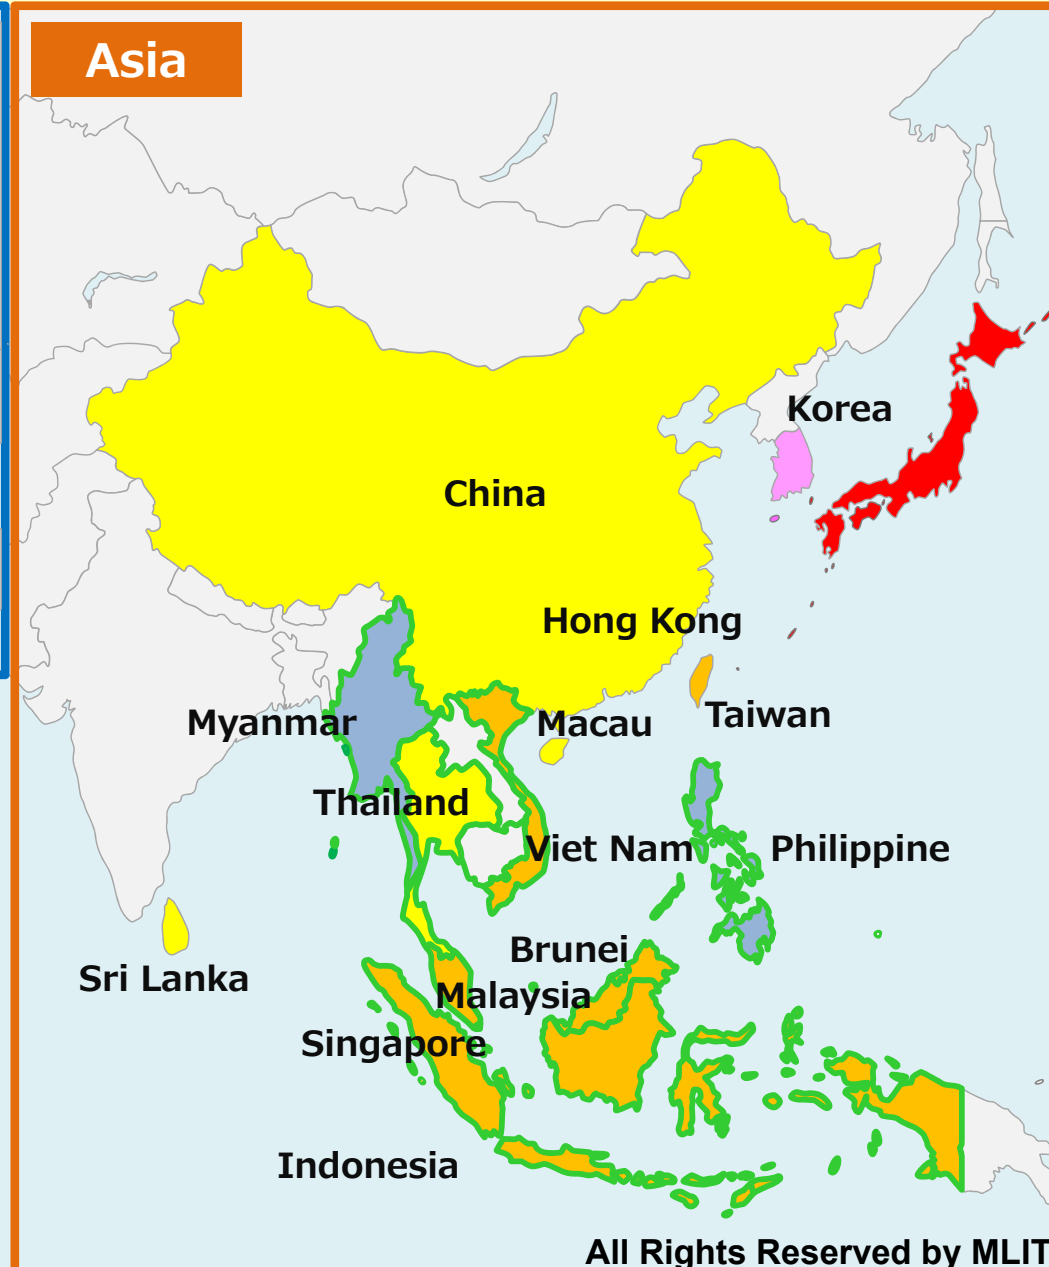 Asia
Korea
China
Hong Kong
Myanmar
Macau
Taiwan
Thailand
Viet Nam
Philippine
Brunei
Sri Lanka
Malaysia
Singapore
Indonesia
All Rights Reserved by MLIT